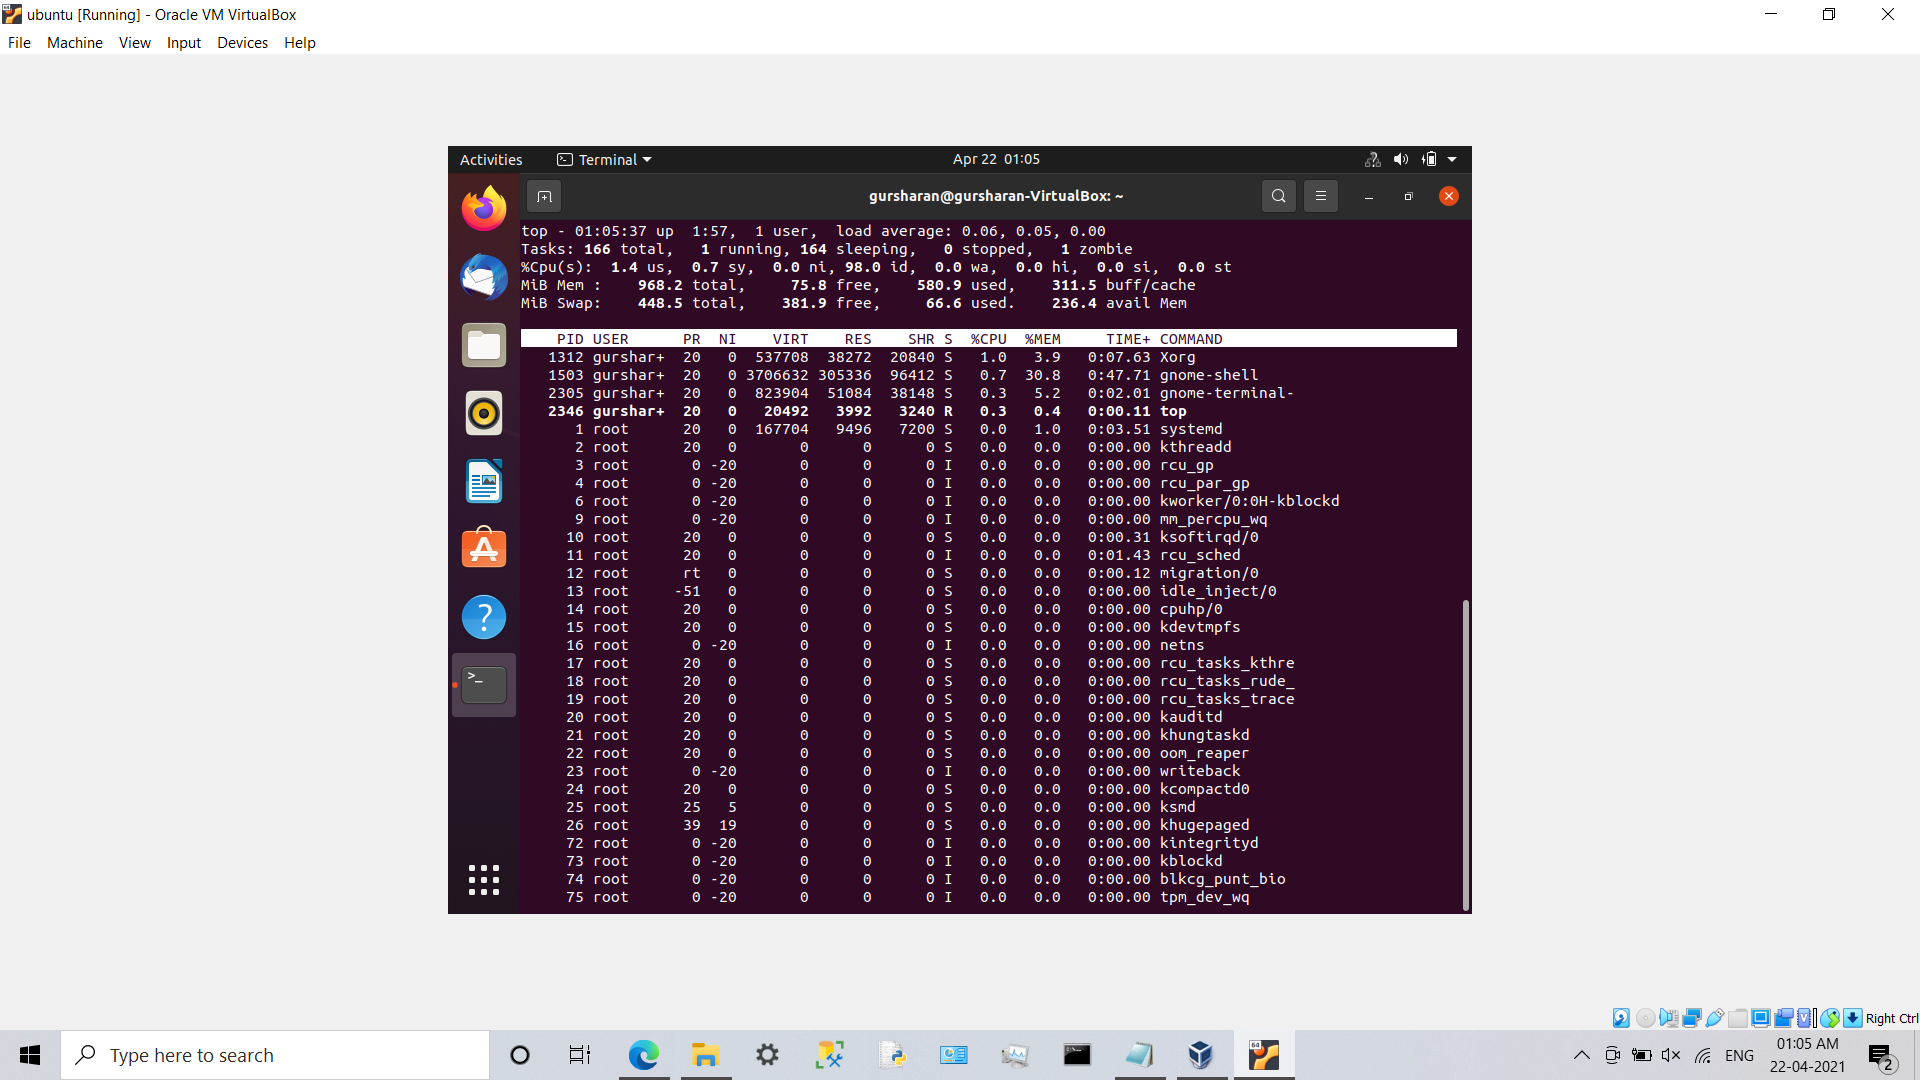 ubuntu [Running] - Oracle VM VirtualBox
File Machine View Input Devices Help
Activities Terminal Apr 22 01:05
gursharan@gursharan-VirtualBox: ~
top - 01:05:37 up  1:57,  1 user,  load average: 0.06, 0.05, 0.00
Tasks: 166 total,   1 running, 164 sleeping,   0 stopped,   1 zombie
%Cpu(s):  1.4 us,  0.7 sy,  0.0 ni, 98.0 id,  0.0 wa,  0.0 hi,  0.0 si,  0.0 st
MiB Mem :    968.2 total,     75.8 free,    580.9 used,    311.5 buff/cache
MiB Swap:    448.5 total,    381.9 free,     66.6 used.    236.4 avail Mem
PID USER PR NI VIRT RES SHR S %CPU %MEM TIME+ COMMAND
1312 gurshar+ 20 0 537708 38272 20840 S 1.0 3.9 0:07.63 Xorg
1503 gurshar+ 20 0 3706632 305336 96412 S 0.7 30.8 0:47.71 gnome-shell
2305 gurshar+ 20 0 823904 51084 38148 S 0.3 5.2 0:02.01 gnome-terminal-
2346 gurshar+ 20 0 20492 3992 3240 R 0.3 0.4 0:00.11 top
1 root 20 0 167704 9496 7200 S 0.0 1.0 0:03.51 systemd
2 root 20 0 0 0 0 S 0.0 0.0 0:00.00 kthreadd
3 root 0 -20 0 0 0 I 0.0 0.0 0:00.00 rcu_gp
4 root 0 -20 0 0 0 I 0.0 0.0 0:00.00 rcu_par_gp
6 root 0 -20 0 0 0 I 0.0 0.0 0:00.00 kworker/0:0H-kblockd
9 root 0 -20 0 0 0 I 0.0 0.0 0:00.00 mm_percpu_wq
10 root 20 0 0 0 0 S 0.0 0.0 0:00.31 ksoftirqd/0
11 root 20 0 0 0 0 I 0.0 0.0 0:01.43 rcu_sched
12 root rt 0 0 0 0 S 0.0 0.0 0:00.12 migration/0
13 root -51 0 0 0 0 S 0.0 0.0 0:00.00 idle_inject/0
14 root 20 0 0 0 0 S 0.0 0.0 0:00.00 cpuhp/0
15 root 20 0 0 0 0 S 0.0 0.0 0:00.00 kdevtmpfs
16 root 0 -20 0 0 0 I 0.0 0.0 0:00.00 netns
17 root 20 0 0 0 0 S 0.0 0.0 0:00.00 rcu_tasks_kthre
18 root 20 0 0 0 0 S 0.0 0.0 0:00.00 rcu_tasks_rude_
19 root 20 0 0 0 0 S 0.0 0.0 0:00.00 rcu_tasks_trace
20 root 20 0 0 0 0 S 0.0 0.0 0:00.00 kauditd
21 root 20 0 0 0 0 S 0.0 0.0 0:00.00 khungtaskd
22 root 20 0 0 0 0 S 0.0 0.0 0:00.00 oom_reaper
23 root 0 -20 0 0 0 I 0.0 0.0 0:00.00 writeback
24 root 20 0 0 0 0 S 0.0 0.0 0:00.00 kcompactd0
25 root 25 5 0 0 0 S 0.0 0.0 0:00.00 ksmd
26 root 39 19 0 0 0 S 0.0 0.0 0:00.00 khugepaged
72 root 0 -20 0 0 0 I 0.0 0.0 0:00.00 kintegrityd
73 root 0 -20 0 0 0 I 0.0 0.0 0:00.00 kblockd
74 root 0 -20 0 0 0 I 0.0 0.0 0:00.00 blkcg_punt_bio
75 root 0 -20 0 0 0 I 0.0 0.0 0:00.00 tpm_dev_wq
Right Ctrl
Type here to search
64
ENG
01:05 AM
22-04-2021
2